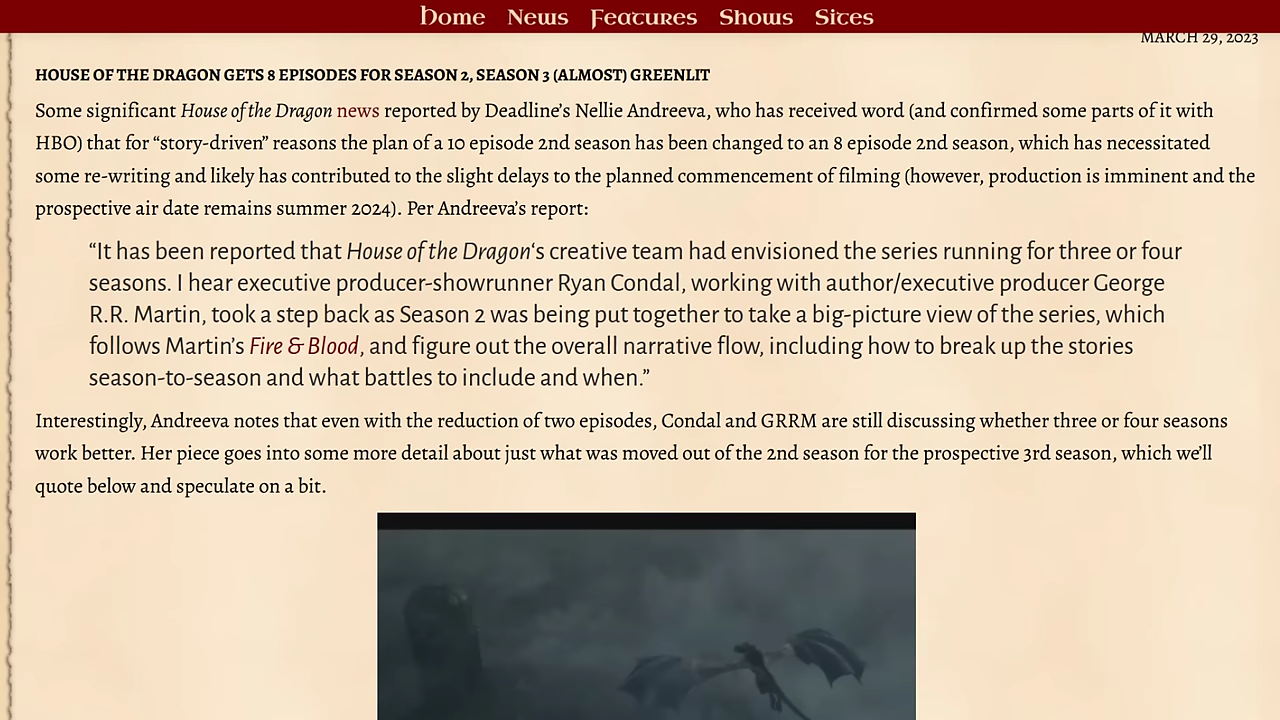 Home News Features Shows Sites
MARCH 29, 2023
HOUSE OF THE DRAGON GETS 8 EPISODES FOR SEASON 2, SEASON 3 (ALMOST) GREENLIT
Some significant House of the Dragon news reported by Deadline’s Nellie Andreeva, who has received word (and confirmed some parts of it with
HBO) that for “story-driven” reasons the plan of a 10 episode 2nd season has been changed to an 8 episode 2nd season, which has necessitated
some re-writing and likely has contributed to the slight delays to the planned commencement of filming (however, production is imminent and the
prospective air date remains summer 2024). Per Andreeva’s report:
“It has been reported that House of the Dragon‘s creative team had envisioned the series running for three or four
seasons. I hear executive producer-showrunner Ryan Condal, working with author/executive producer George
R.R. Martin, took a step back as Season 2 was being put together to take a big-picture view of the series, which
follows Martin’s Fire & Blood, and figure out the overall narrative flow, including how to break up the stories
season-to-season and what battles to include and when.”
Interestingly, Andreeva notes that even with the reduction of two episodes, Condal and GRRM are still discussing whether three or four seasons
work better. Her piece goes into some more detail about just what was moved out of the 2nd season for the prospective 3rd season, which we’ll
quote below and speculate on a bit.